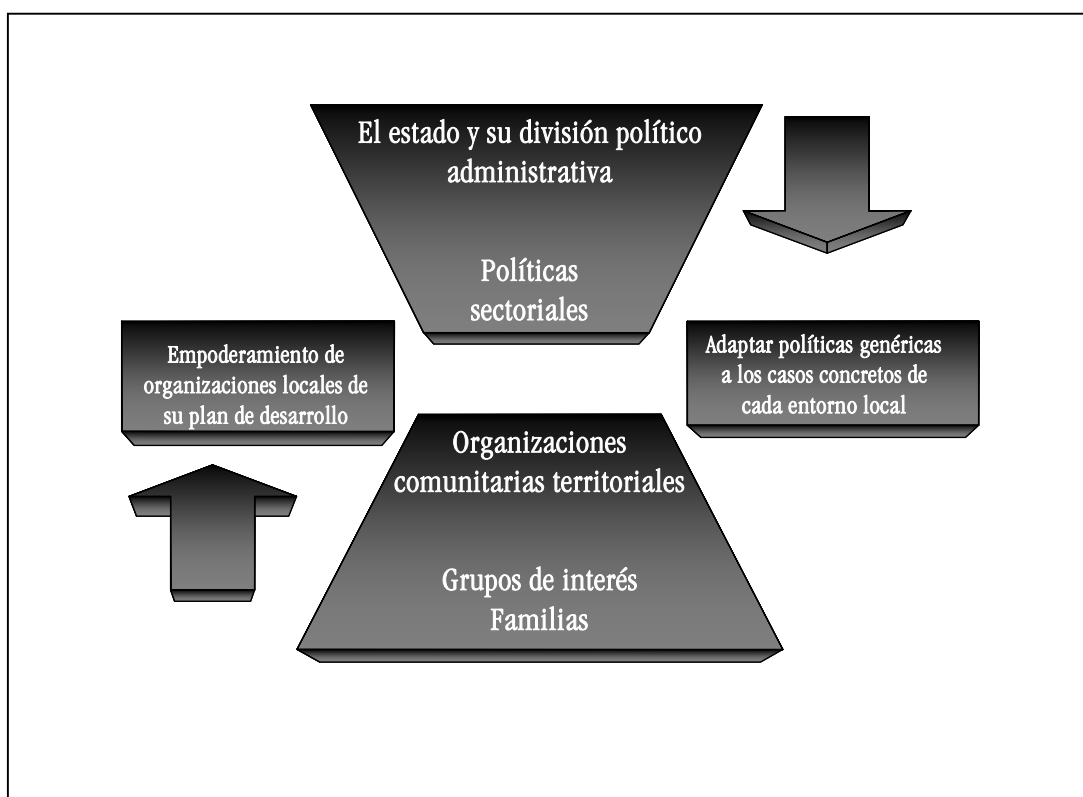 El estado y su división político
administrativa
Políticas
sectoriales
Empoderamiento de
organizaciones locales de
su plan de desarrollo
Adaptar políticas genéricas
a los casos concretos de
cada entorno local
Organizaciones
comunitarias territoriales
Grupos de interés
Familias